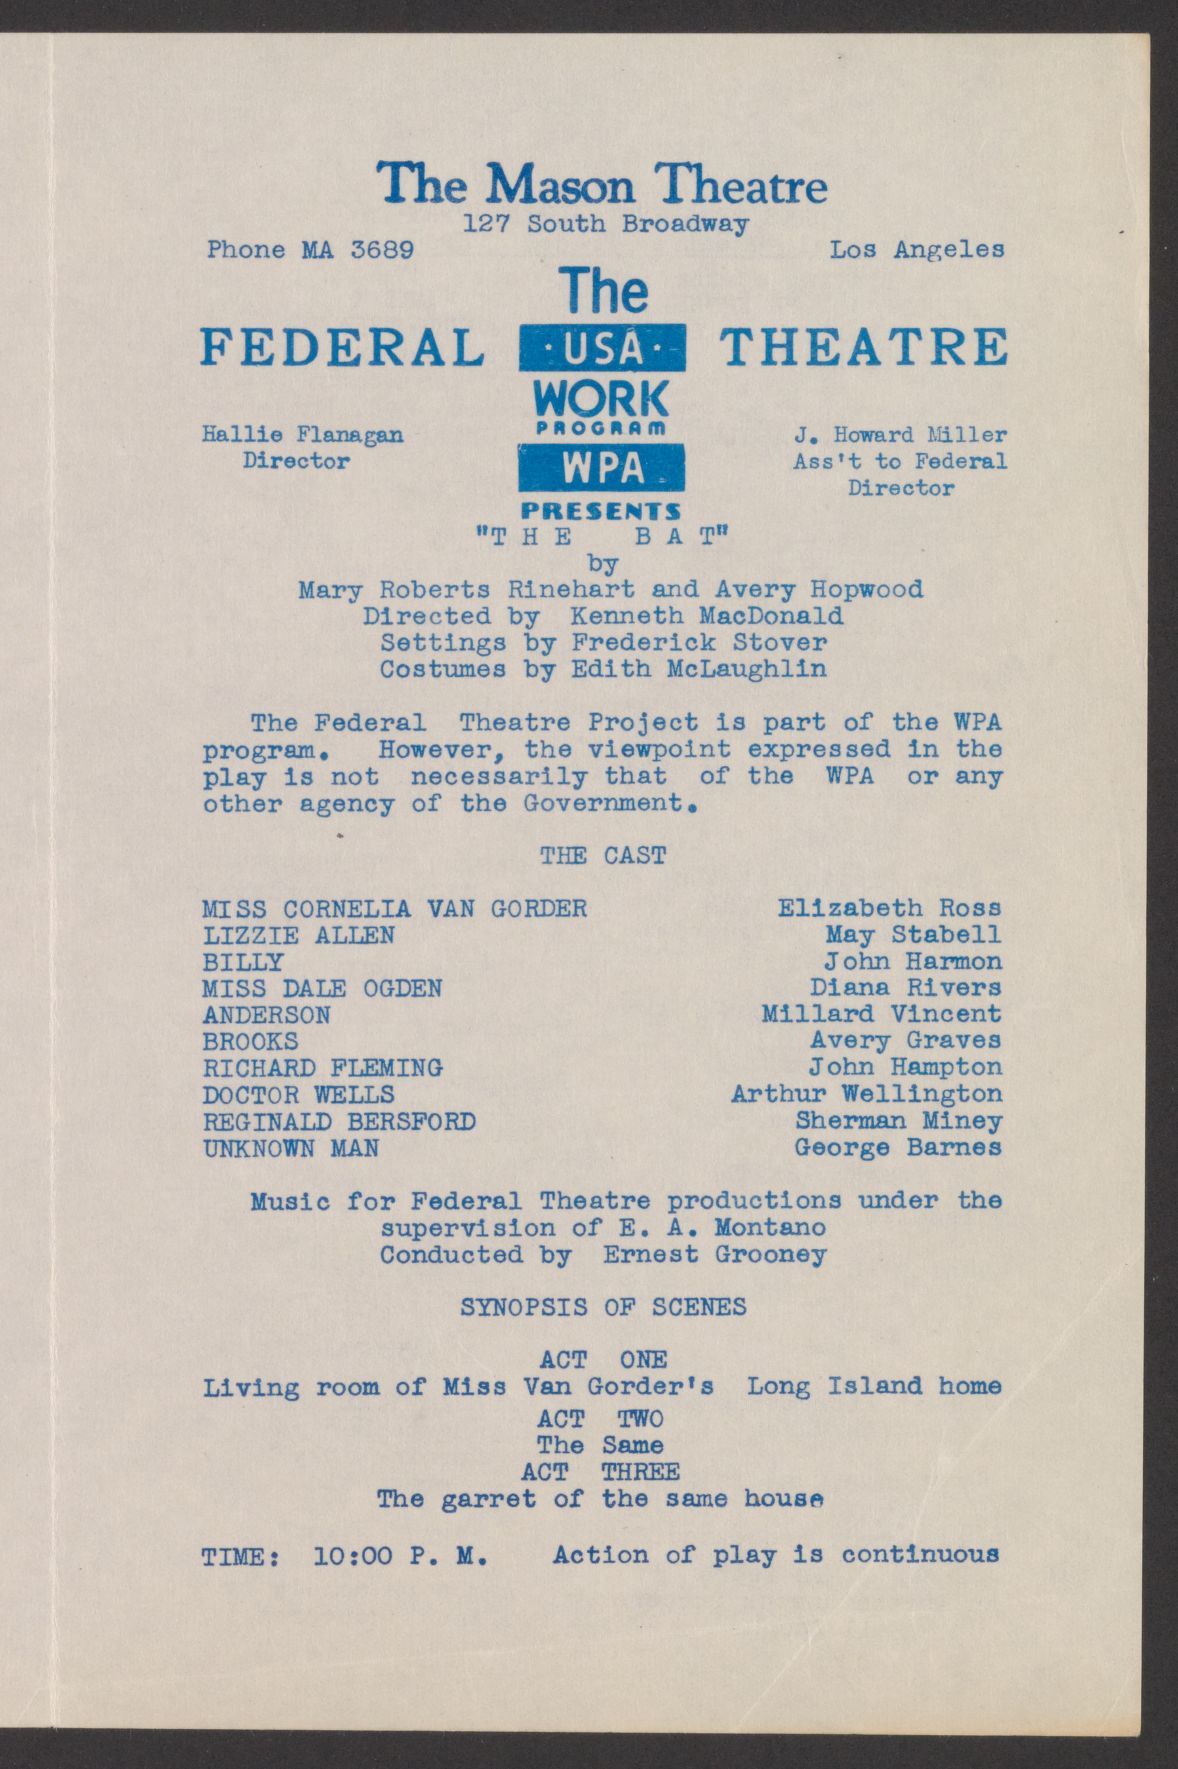 The Mason Theatre
127 South Broadway
Phone MA 3689 Los Angeles
The
FEDERAL · USA · THEATRE
WORK
PROGRAM
Hallie Flanagan J. Howard Miller
Director WPA Ass't to Federal
Director
PRESENTS
"T H E B A T"
by
Mary Roberts Rinehart and Avery Hopwood
Directed by Kenneth MacDonald
Settings by Frederick Stover
Costumes by Edith McLaughlin
The Federal Theatre Project is part of the WPA
program. However, the viewpoint expressed in the
play is not necessarily that of the WPA or any
other agency of the Government.
THE CAST
MISS CORNELIA VAN GORDER Elizabeth Ross
LIZZIE ALLEN May Stabell
BILLY John Harmon
MISS DALE OGDEN Diana Rivers
ANDERSON Millard Vincent
BROOKS Avery Graves
RICHARD FLEMING John Hampton
DOCTOR WELLS Arthur Wellington
REGINALD BERSFORD Sherman Miney
UNKNOWN MAN George Barnes
Music for Federal Theatre productions under the
supervision of E. A. Montano
Conducted by Ernest Grooney
SYNOPSIS OF SCENES
ACT ONE
Living room of Miss Van Gorder's Long Island home
ACT TWO
The Same
ACT THREE
The garret of the same house
TIME: 10:00 P. M. Action of play is continuous